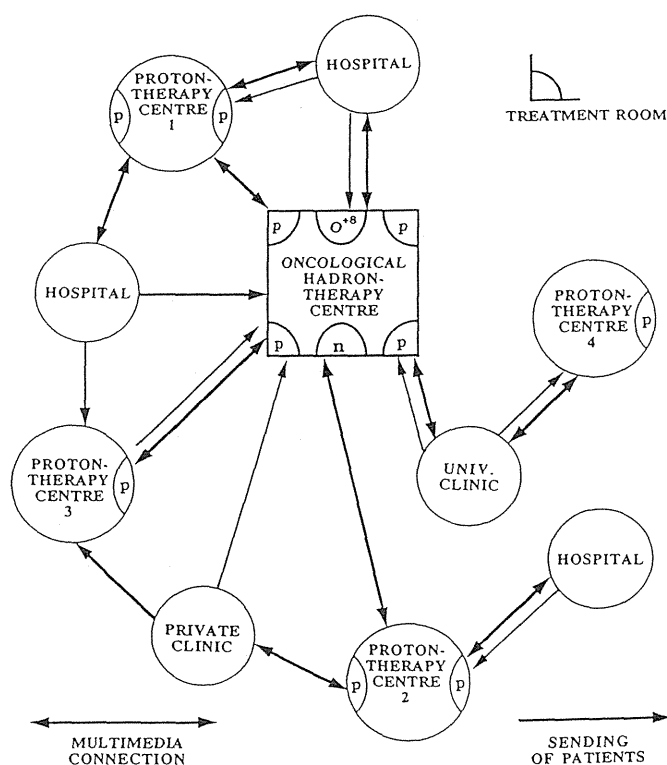 PROTON-
THERAPY
CENTRE
1
p
p
HOSPITAL
TREATMENT ROOM
p
O+8
p
ONCOLOGICAL
HADRON-
THERAPY
CENTRE
p
n
p
HOSPITAL
PROTON-
THERAPY
CENTRE
4
p
PROTON-
THERAPY
CENTRE
3
p
UNIV.
CLINIC
HOSPITAL
PRIVATE
CLINIC
PROTON-
THERAPY
CENTRE
2
p
p
MULTIMEDIA
CONNECTION
SENDING
OF PATIENTS